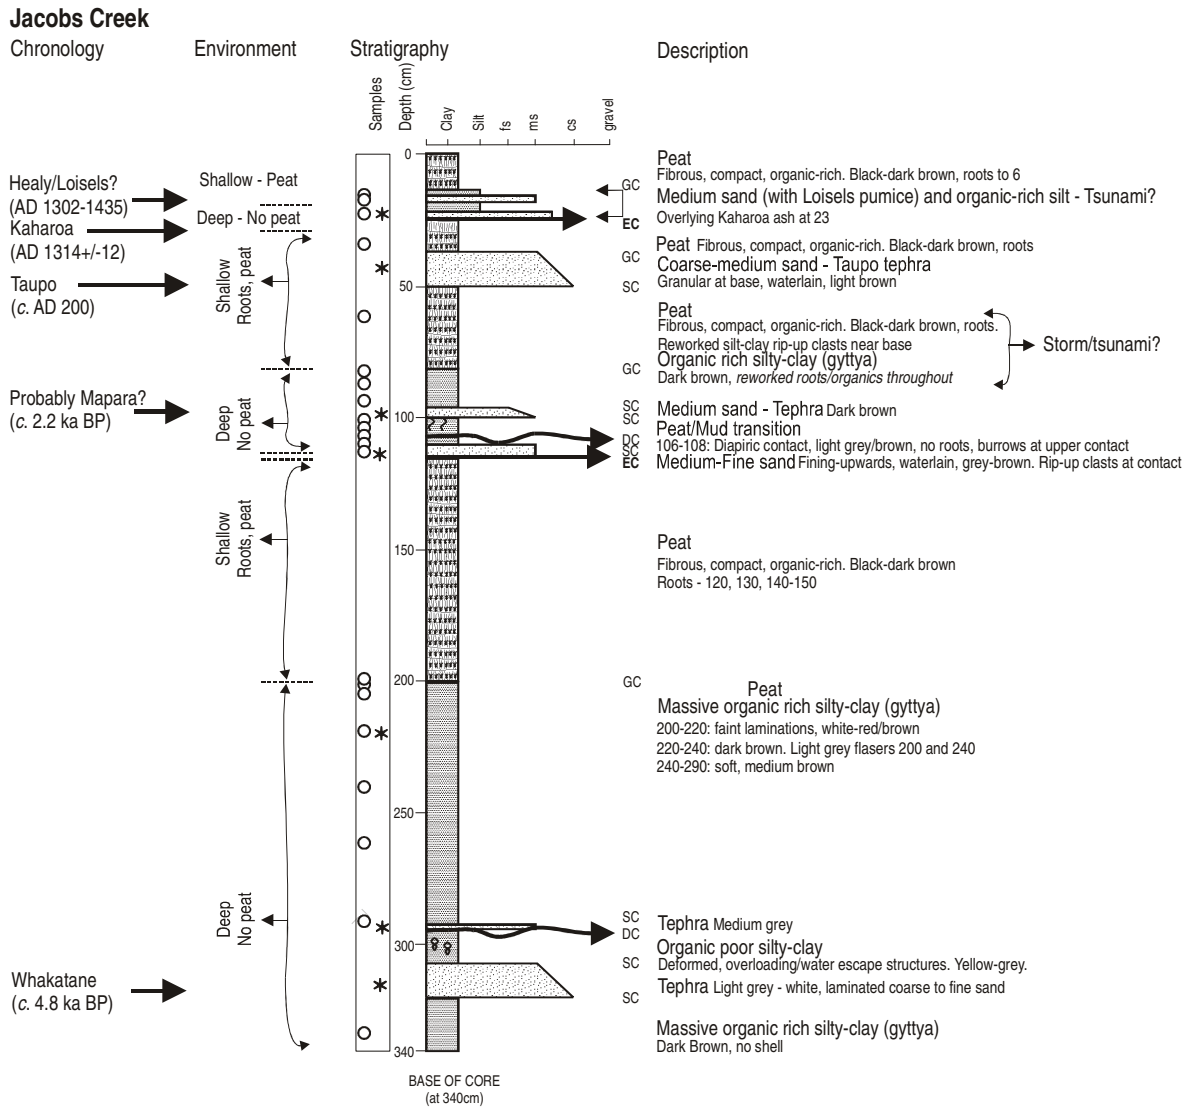 Jacobs Creek
Chronology
Environment
Stratigraphy
Description
Samples
Depth (cm)
Clay
Silt
fs
ms
cs
gravel
Healy/Loisels?
(AD 1302-1435)
Kaharoa
(AD 1314+/-12)
Taupo
(c. AD 200)
Probably Mapara?
(c. 2.2 ka BP)
Whakatane
(c. 4.8 ka BP)
Shallow - Peat
Deep - No peat
Shallow
Roots, peat
Deep
No peat
Shallow
Roots, peat
Deep
No peat
0
50
100
150
200
250
300
340
BASE OF CORE
(at 340cm)
GC
EC
GC
SC
GC
SC
SC
DC
SC
EC
GC
SC
DC
SC
SC
Peat
Fibrous, compact, organic-rich. Black-dark brown, roots to 6
Medium sand (with Loisels pumice) and organic-rich silt - Tsunami?
Overlying Kaharoa ash at 23
Peat Fibrous, compact, organic-rich. Black-dark brown, roots
Coarse-medium sand - Taupo tephra
Granular at base, waterlain, light brown
Peat
Fibrous, compact, organic-rich. Black-dark brown, roots.
Reworked silt-clay rip-up clasts near base
Storm/tsunami?
Organic rich silty-clay (gyttya)
Dark brown, reworked roots/organics throughout
Medium sand - Tephra Dark brown
Peat/Mud transition
106-108: Diapiric contact, light grey/brown, no roots, burrows at upper contact
Medium-Fine sand Fining-upwards, waterlain, grey-brown. Rip-up clasts at contact
Peat
Fibrous, compact, organic-rich. Black-dark brown
Roots - 120, 130, 140-150
Peat
Massive organic rich silty-clay (gyttya)
200-220: faint laminations, white-red/brown
220-240: dark brown. Light grey flasers 200 and 240
240-290: soft, medium brown
Tephra Medium grey
Organic poor silty-clay
Deformed, overloading/water escape structures. Yellow-grey.
Tephra Light grey - white, laminated coarse to fine sand
Massive organic rich silty-clay (gyttya)
Dark Brown, no shell